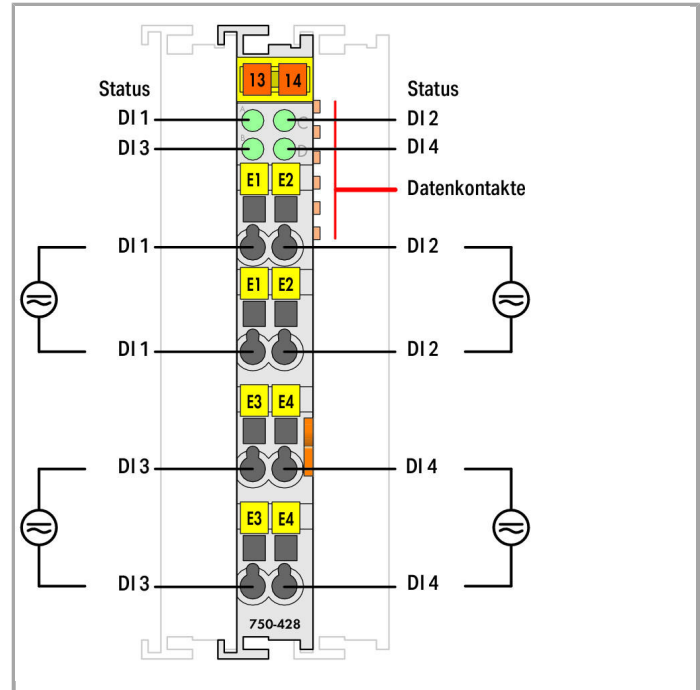 13 14
Status
Status
A
DI 1
C
DI 2
B
DI 3
D
DI 4
E1 E2
Datenkontakte
DI 1
DI 2
E1 E2
DI 1
DI 2
E3 E4
DI 3
DI 4
E3 E4
DI 3
DI 4
750-428